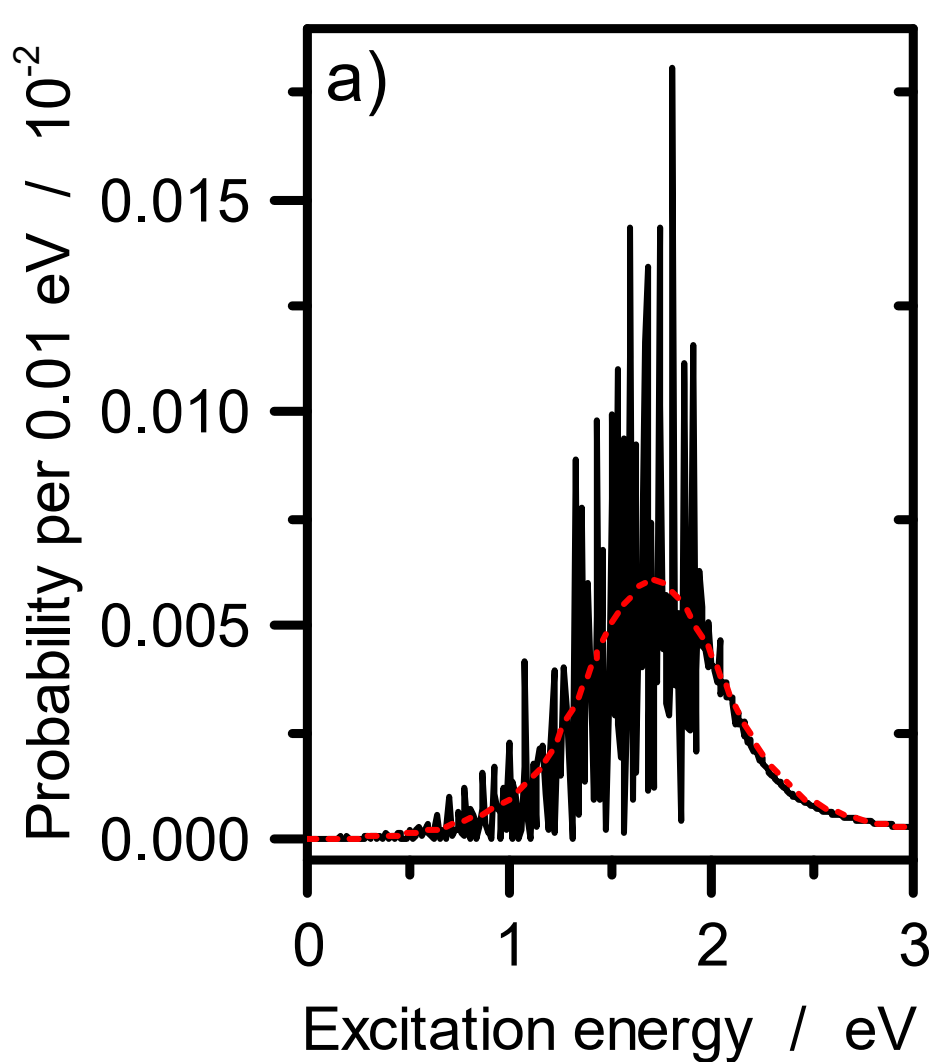 a)
Probability per 0.01 eV / 10-2
0.015
0.010
0.005
0.000
0 1 2 3
Excitation energy / eV